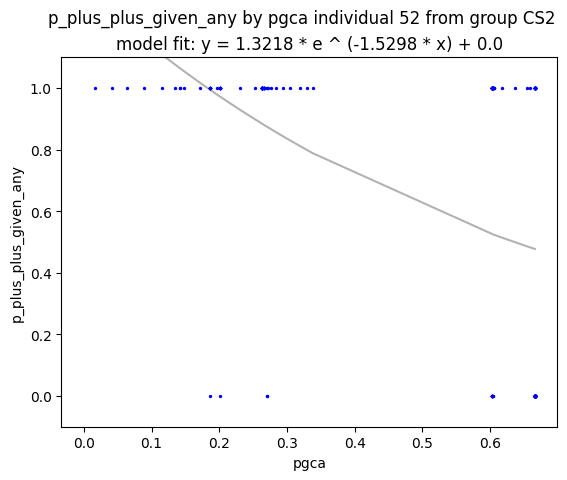 p_plus_plus_given_any by pgca individual 52 from group CS2
model fit: y = 1.3218 * e ^ (-1.5298 * x) + 0.0
1.0
0.8
0.6
0.4
0.2
0.0
p_plus_plus_given_any
0.0 0.1 0.2 0.3 0.4 0.5 0.6
pgca